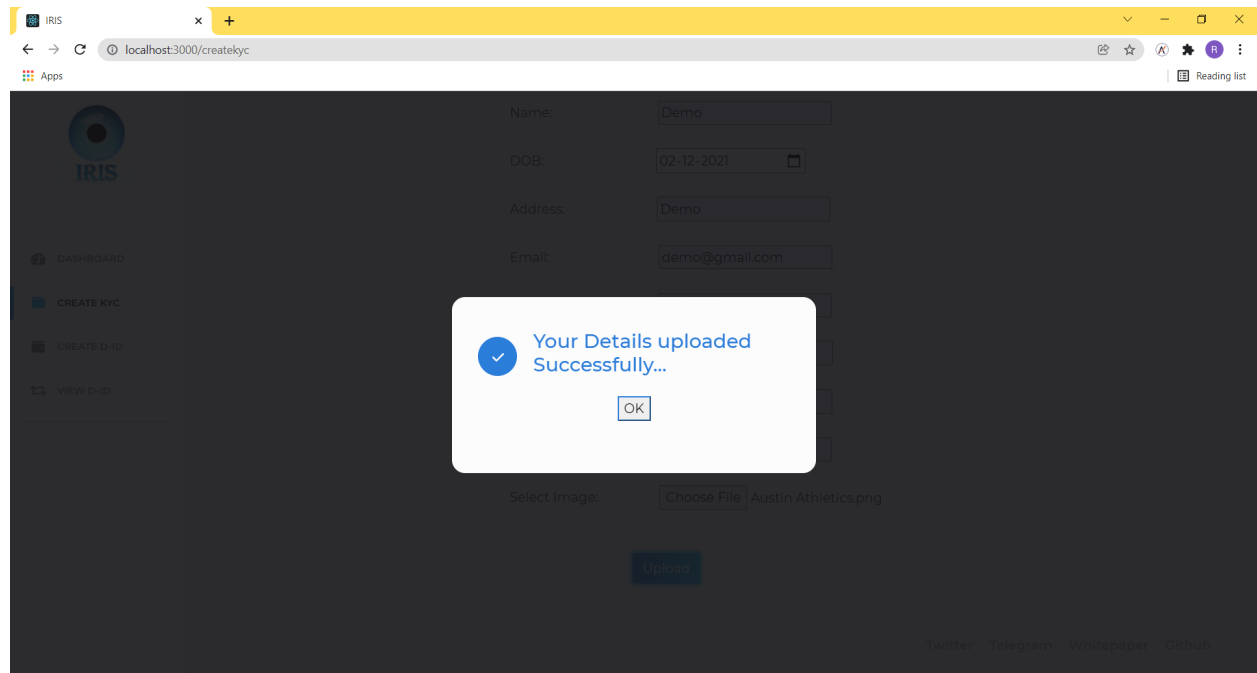 IRIS
localhost:3000/createkyc
R
Apps
Reading list
IRIS
DASHBOARD
CREATE KYC
CREATE D-ID
VIEW D-ID
Name: Demo
DOB: 02-12-2021
Address: Demo
Email: demo@gmail.com
Your Details uploaded
Successfully...
OK
Select Image: Choose File Austin Athletics.png
Upload
Twitter Telegram Whitepaper Github